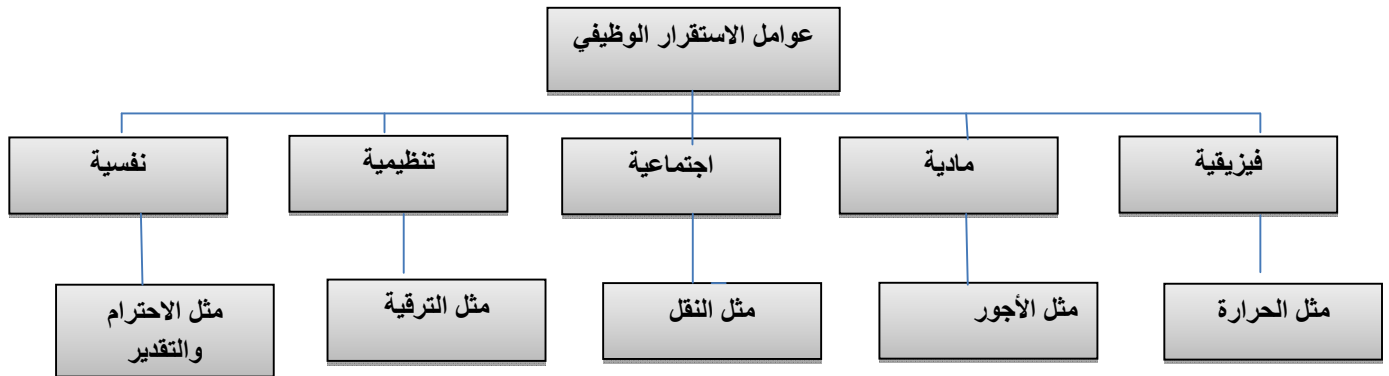 عوامل الاستقرار الوظيفي
فيزيقية
مادية
اجتماعية
تنظيمية
نفسية
مثل الحرارة
مثل الأجور
مثل النقل
مثل الترقية
مثل الاحترام
والتقدير